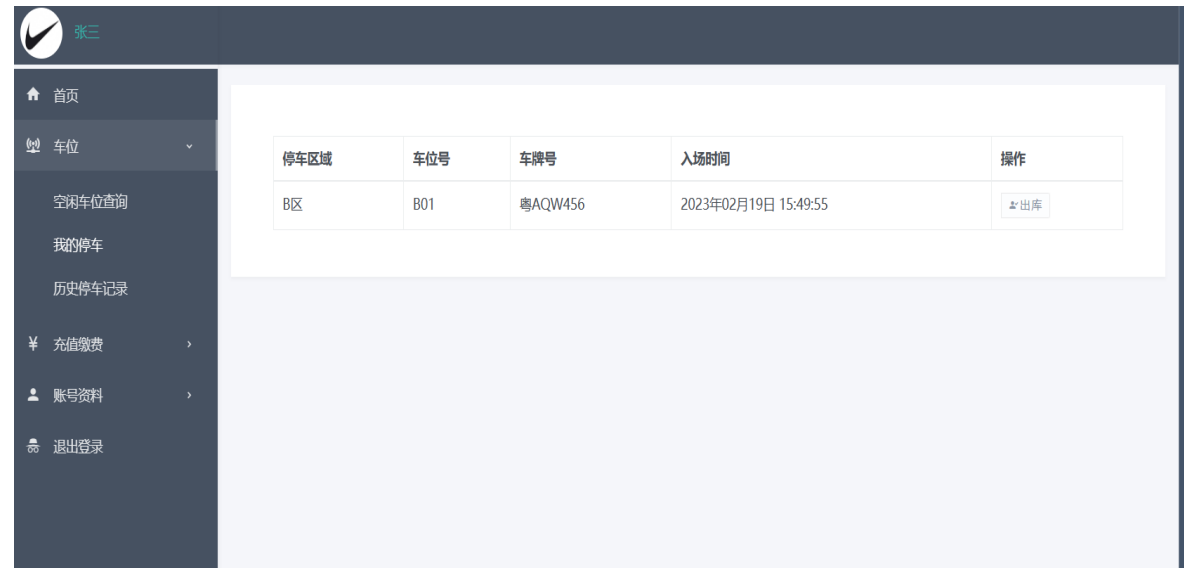 张三
首页
车位
空闲车位查询
我的停车
历史停车记录
¥ 充值缴费
账号资料
退出登录
停车区域 车位号 车牌号 入场时间 操作
B区 B01 粤AQW456 2023年02月19日 15:49:55 出库